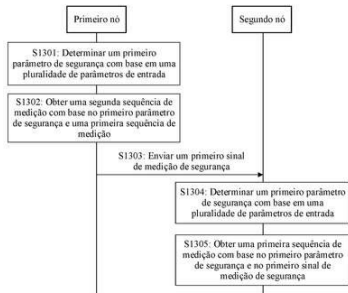 Primeiro nó
Segundo nó
S1301: Determinar um primeiro
parâmetro de segurança com base em uma
pluralidade de parâmetros de entrada
S1302: Obter uma segunda sequência de
medição com base no primeiro parâmetro
de segurança e uma primeira sequência de
medição
S1303: Enviar um primeiro sinal
de medição de segurança
S1304: Determinar um primeiro parâmetro
de segurança com base em uma
pluralidade de parâmetros de entrada
S1305: Obter uma primeira sequência de
medição com base no primeiro parâmetro
de segurança e no primeiro sinal de
medição de segurança